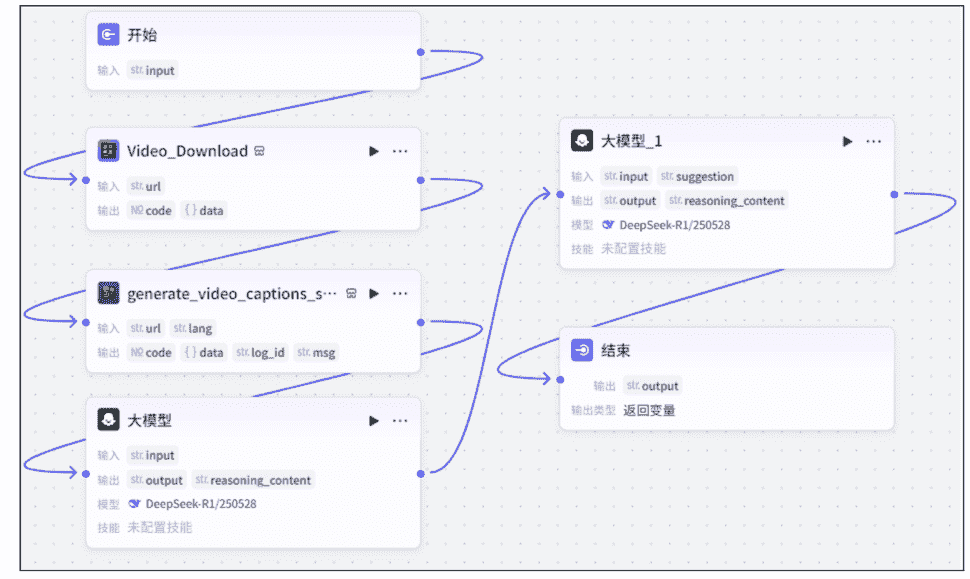 开始
输入 str. input
Video_Download
输入 str. url
输出 №code {} data
generate_video_captions_s···
输入 str. url str. lang
输出 №code {} data str. log_id str. msg
大模型
输入 str. input
输出 str. output str. reasoning_content
模型 DeepSeek-R1/250528
技能 未配置技能
大模型_1
输入 str. input str. suggestion
输出 str. output str. reasoning_content
模型 DeepSeek-R1/250528
技能 未配置技能
结束
输出 str. output
输出类型 返回变量